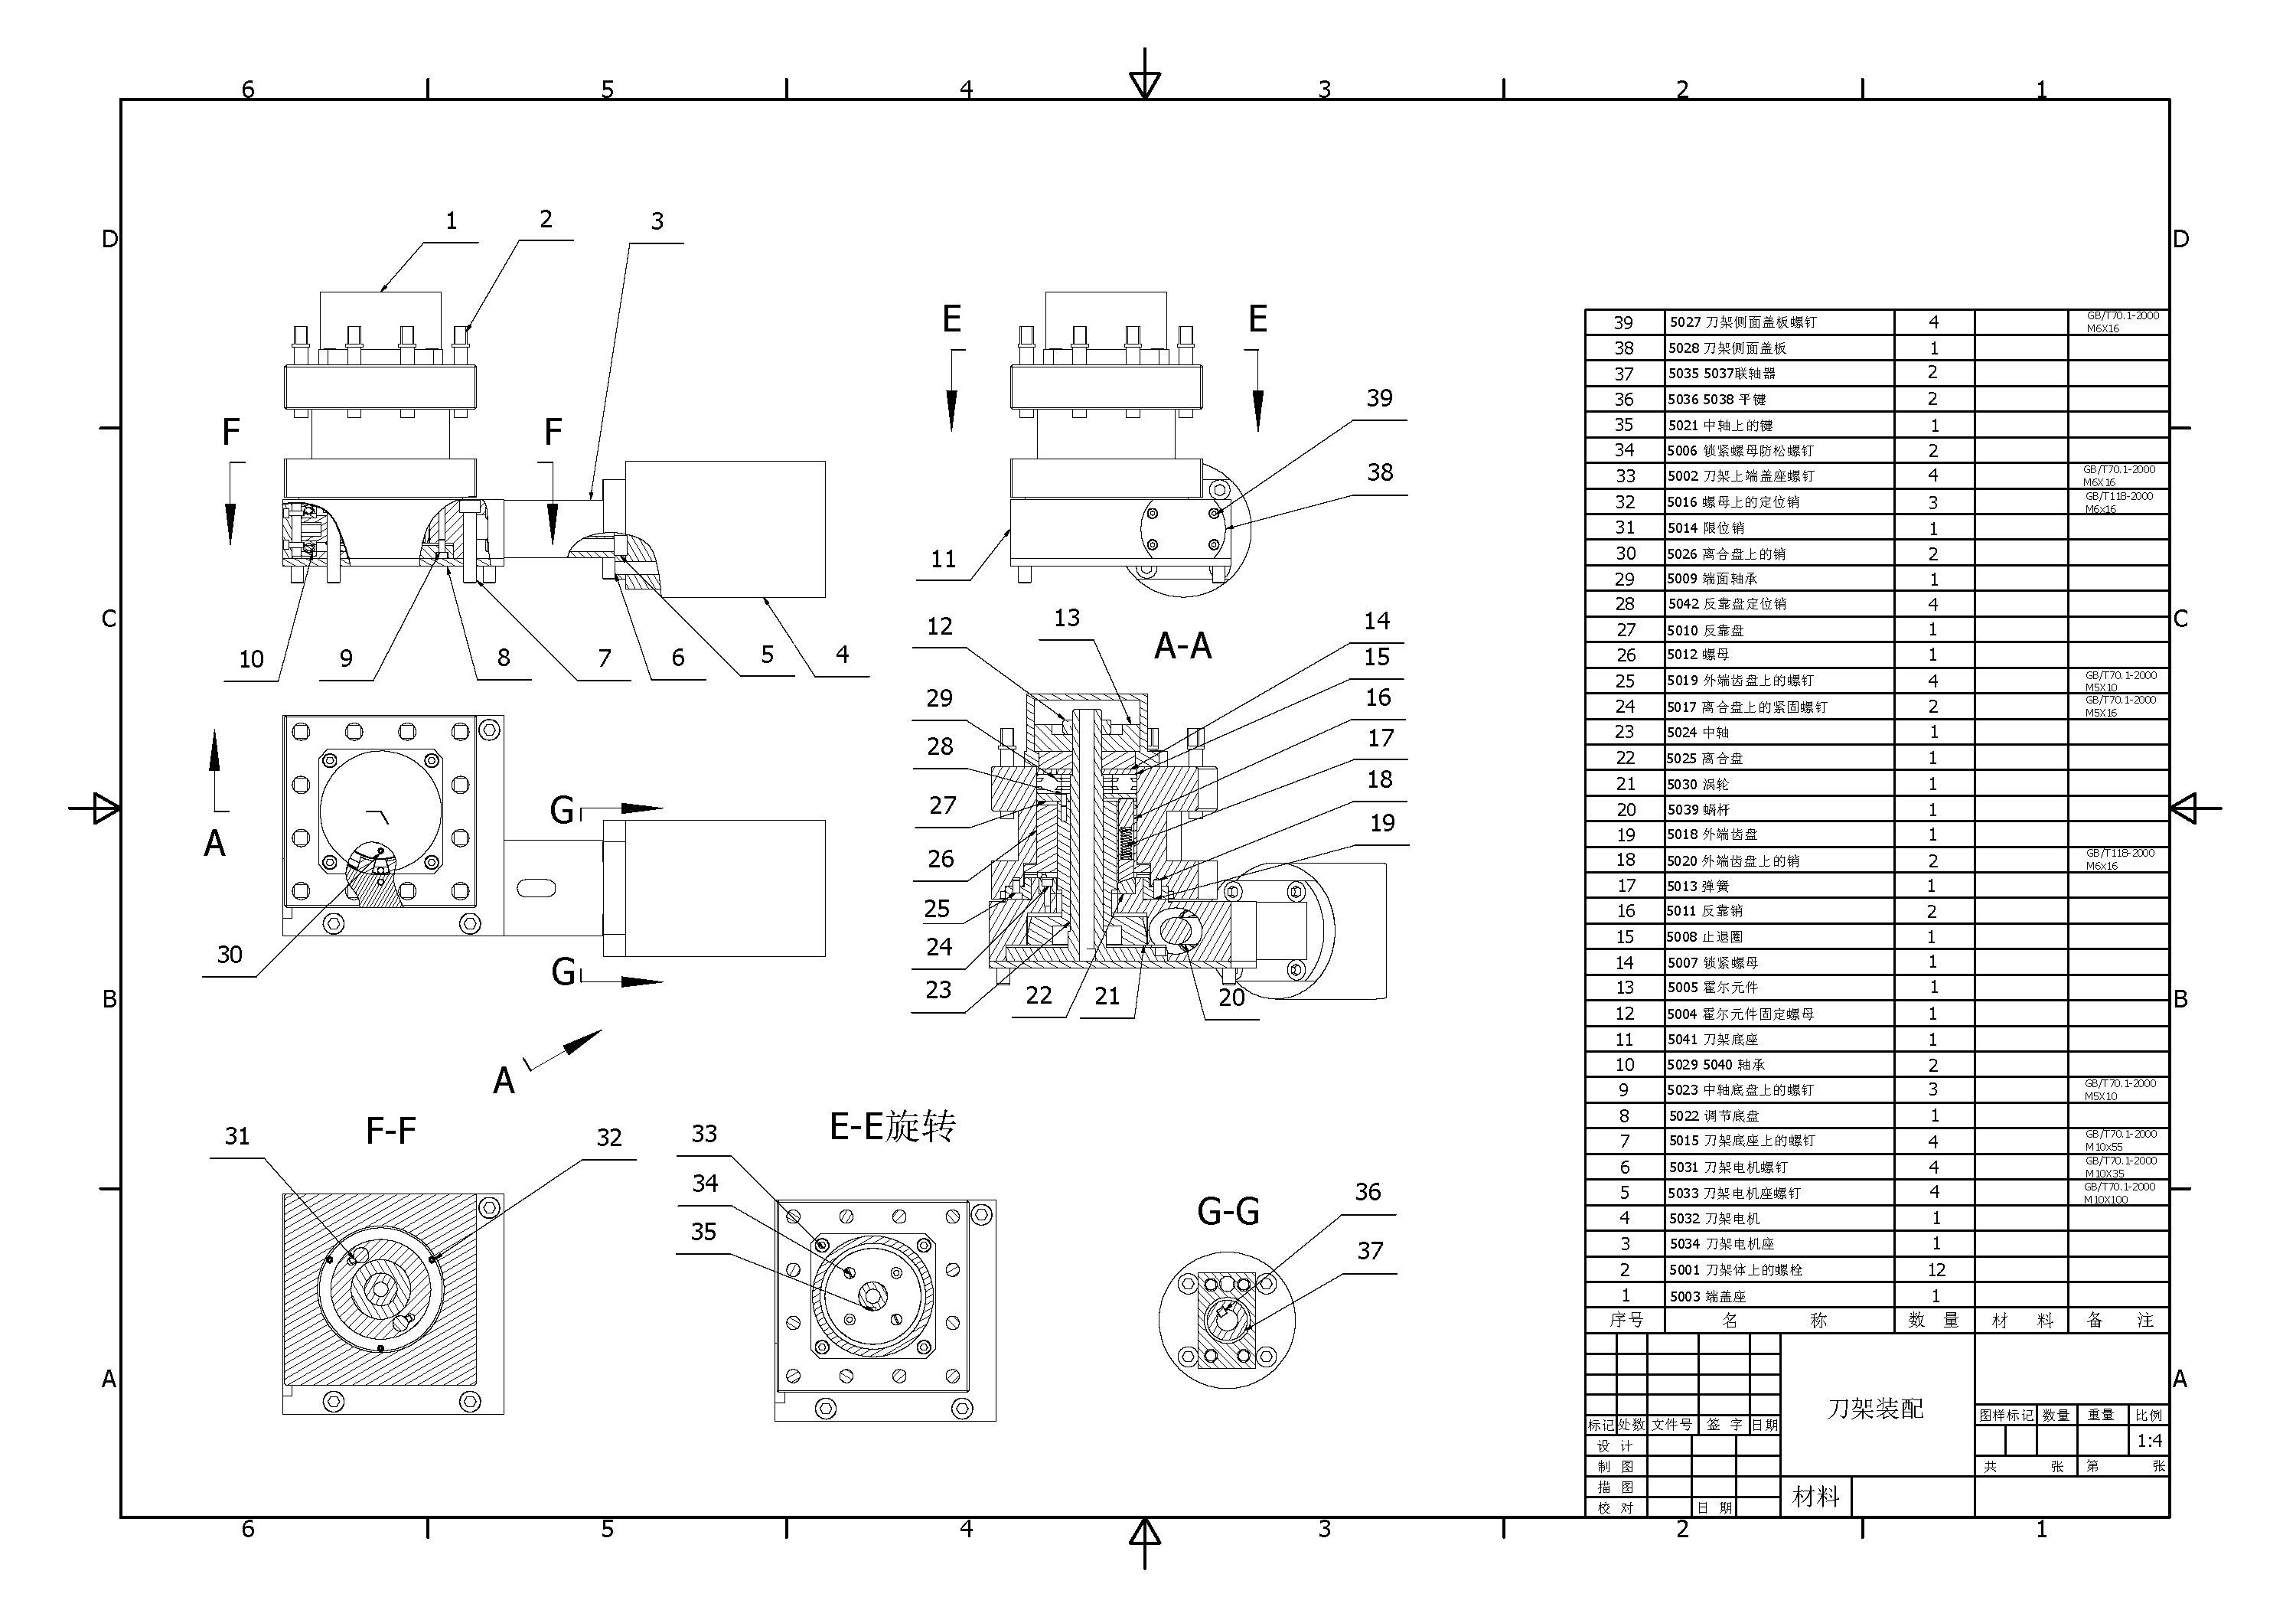 6 5 4 3 2 1
D
C
B
A
D
C
B
A
1 2 3
E E
F F
39
38
11
10 9 8 7 6 5 4
12 13 A-A 14
15
29 16
28 17
27 18
26 19
25
24
23 22 21 20
A
G
30
G
A
F-F
E-E旋转
31 32
33
34
35
G-G
36
37
39 5027 刀架侧面盖板螺钉 4 GB/T70.1-2000 M6X16
38 5028 刀架侧面盖板 1
37 5035 5037联轴器 2
36 5036 5038 平键 2
35 5021 中轴上的键 1
34 5006 锁紧螺母防松螺钉 2
33 5002 刀架上端盖座螺钉 4 GB/T70.1-2000 M6X16
32 5016 螺母上的定位销 3 GB/T118-2000 M6x16
31 5014 限位销 1
30 5026 离合盘上的销 2
29 5009 端面轴承 1
28 5042 反靠盘定位销 4
27 5010 反靠盘 1
26 5012 螺母 1
25 5019 外端齿盘上的螺钉 4 GB/T70.1-2000 M5X10
24 5017 离合盘上的紧固螺钉 2 GB/T70.1-2000 M5X16
23 5024 中轴 1
22 5025 离合盘 1
21 5030 涡轮 1
20 5039 蜗杆 1
19 5018 外端齿盘 1
18 5020 外端齿盘上的销 2 GB/T118-2000 M6x16
17 5013 弹簧 1
16 5011 反靠销 2
15 5008 止退圈 1
14 5007 锁紧螺母 1
13 5005 霍尔元件 1
12 5004 霍尔元件固定螺母 1
11 5041 刀架底座 1
10 5029 5040 轴承 2
9 5023 中轴底盘上的螺钉 3 GB/T70.1-2000 M5X10
8 5022 调节底盘 1
7 5015 刀架底座上的螺钉 4 GB/T70.1-2000 M10x55
6 5031 刀架电机螺钉 4 GB/T70.1-2000 M10X35
5 5033 刀架电机座螺钉 4 GB/T70.1-2000 M10X100
4 5032 刀架电机 1
3 5034 刀架电机座 1
2 5001 刀架体上的螺栓 12
1 5003 端盖座 1
序号 名 称 数 量 材 料 备 注
标记 处数 文件号 签 字 日期
设 计
制 图
描 图
校 对 日 期
刀架装配
材料
图样标记 数量 重量 比例
1:4
共 张 第 张
6 5 4 3 2 1